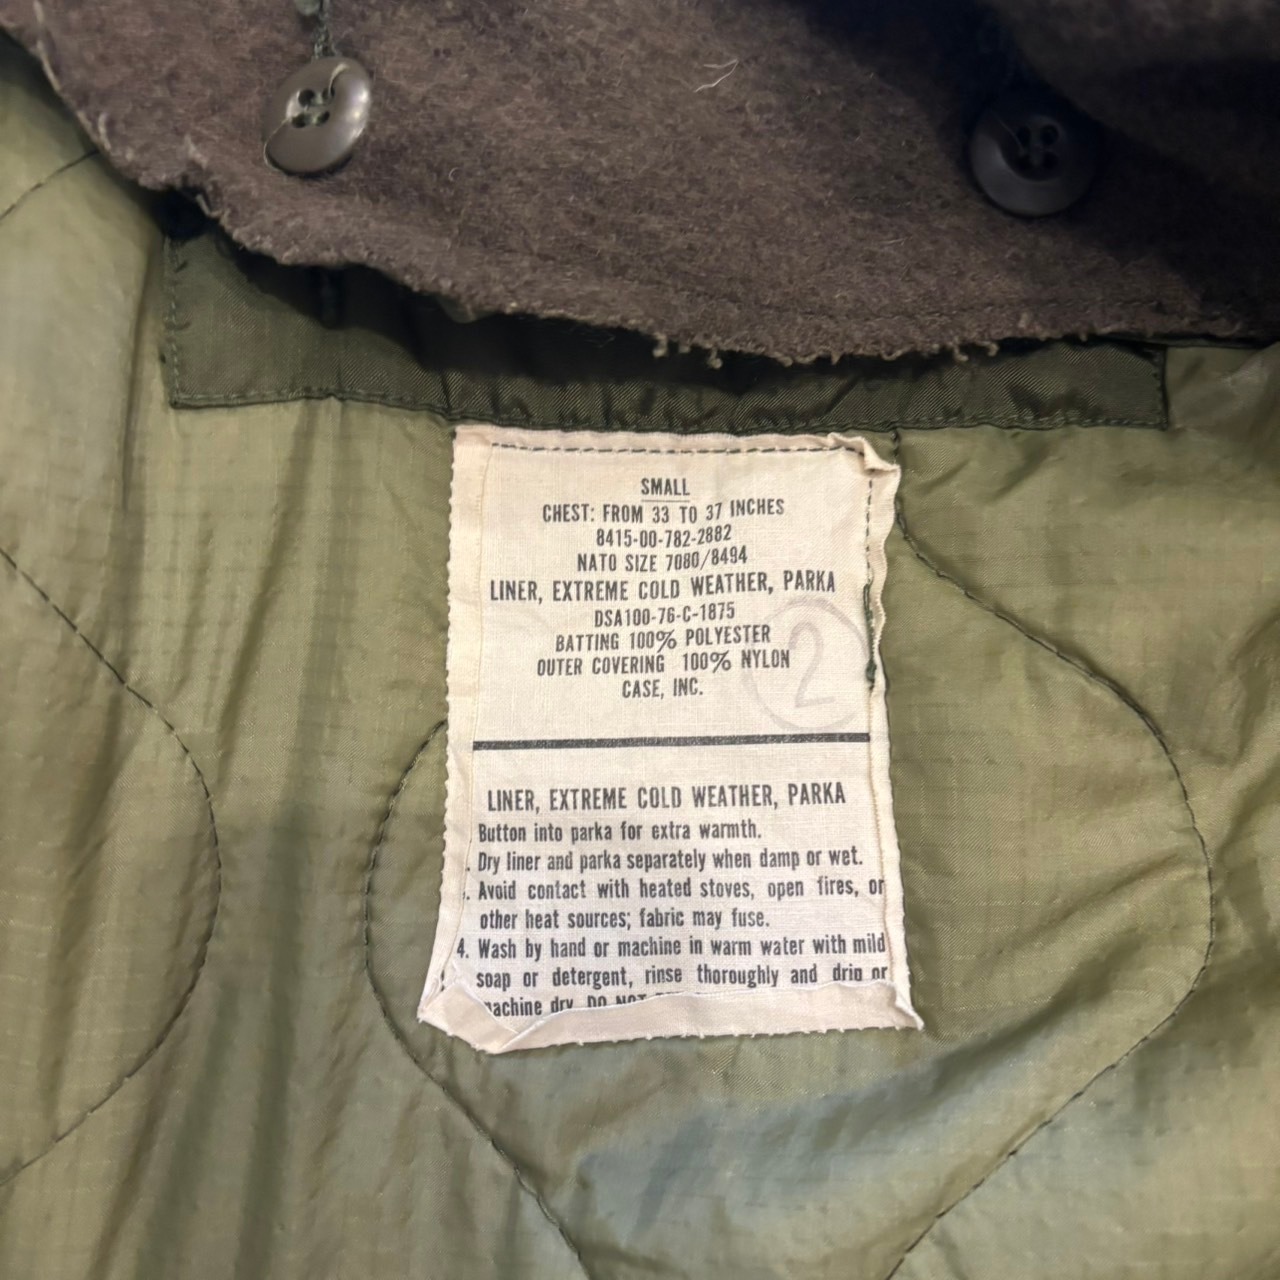 SMALL
CHEST: FROM 33 TO 37 INCHES
8415-00-782-2882
NATO SIZE 7080/8494
LINER, EXTREME COLD WEATHER, PARKA
DSA100-76-C-1875
BATTING 100% POLYESTER
OUTER COVERING 100% NYLON
CASE, INC.
2
LINER, EXTREME COLD WEATHER, PARKA
Button into parka for extra warmth.
. Dry liner and parka separately when damp or wet.
. Avoid contact with heated stoves, open fires, or
other heat sources; fabric may fuse.
4. Wash by hand or machine in warm water with mild
soap or detergent, rinse thoroughly and drip or
machine dry. DO NOT